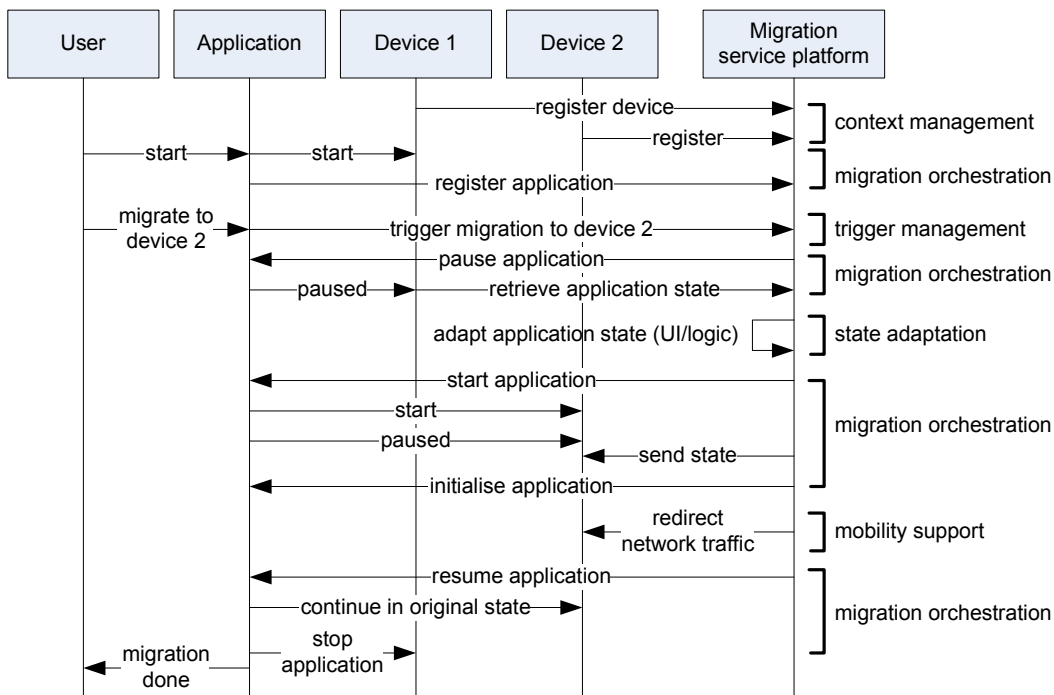 User
Application
Device 1
Device 2
Migration
service platform
register device
context management
register
start
start
register application
migration orchestration
migrate to
device 2
trigger migration to device 2
trigger management
pause application
migration orchestration
paused
retrieve application state
adapt application state (UI/logic)
state adaptation
start application
start
migration orchestration
paused
send state
initialise application
redirect
network traffic
mobility support
resume application
continue in original state
migration orchestration
stop
application
migration
done